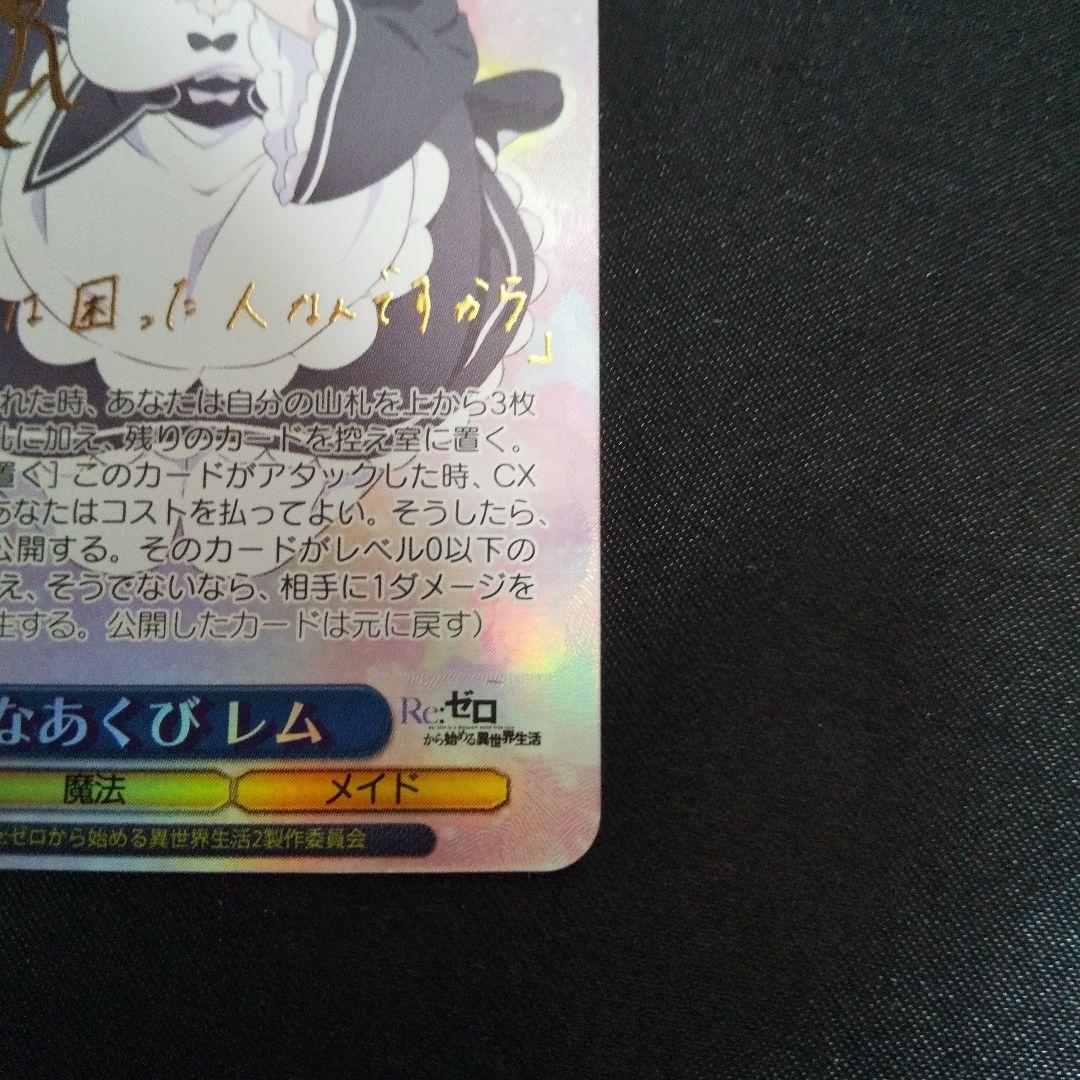 は困った人なんですから」
れた時、あなたは自分の山札を上から3枚
札に加え、残りのカードを控え室に置く。
置く］このカードがアタックした時、CX
あなたはコストを払ってよい。そうしたら、
公開する。そのカードがレベル0以下の
え、そうでないなら、相手に1ダメージを
生する。公開したカードは元に戻す）
なあくび レム
Re:ゼロ
から始める異世界生活
魔法 メイド
:ゼロから始める異世界生活2製作委員会